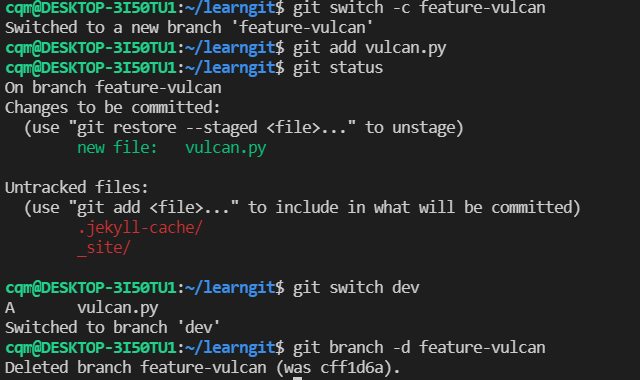 cqm@DESKTOP-3I50TU1:~/learngit$ git switch -c feature-vulcan
Switched to a new branch 'feature-vulcan'
cqm@DESKTOP-3I50TU1:~/learngit$ git add vulcan.py
cqm@DESKTOP-3I50TU1:~/learngit$ git status
On branch feature-vulcan
Changes to be committed:
  (use "git restore --staged <file>..." to unstage)
        new file:   vulcan.py

Untracked files:
  (use "git add <file>..." to include in what will be committed)
        .jekyll-cache/
        _site/

cqm@DESKTOP-3I50TU1:~/learngit$ git switch dev
A       vulcan.py
Switched to branch 'dev'
cqm@DESKTOP-3I50TU1:~/learngit$ git branch -d feature-vulcan
Deleted branch feature-vulcan (was cff1d6a).